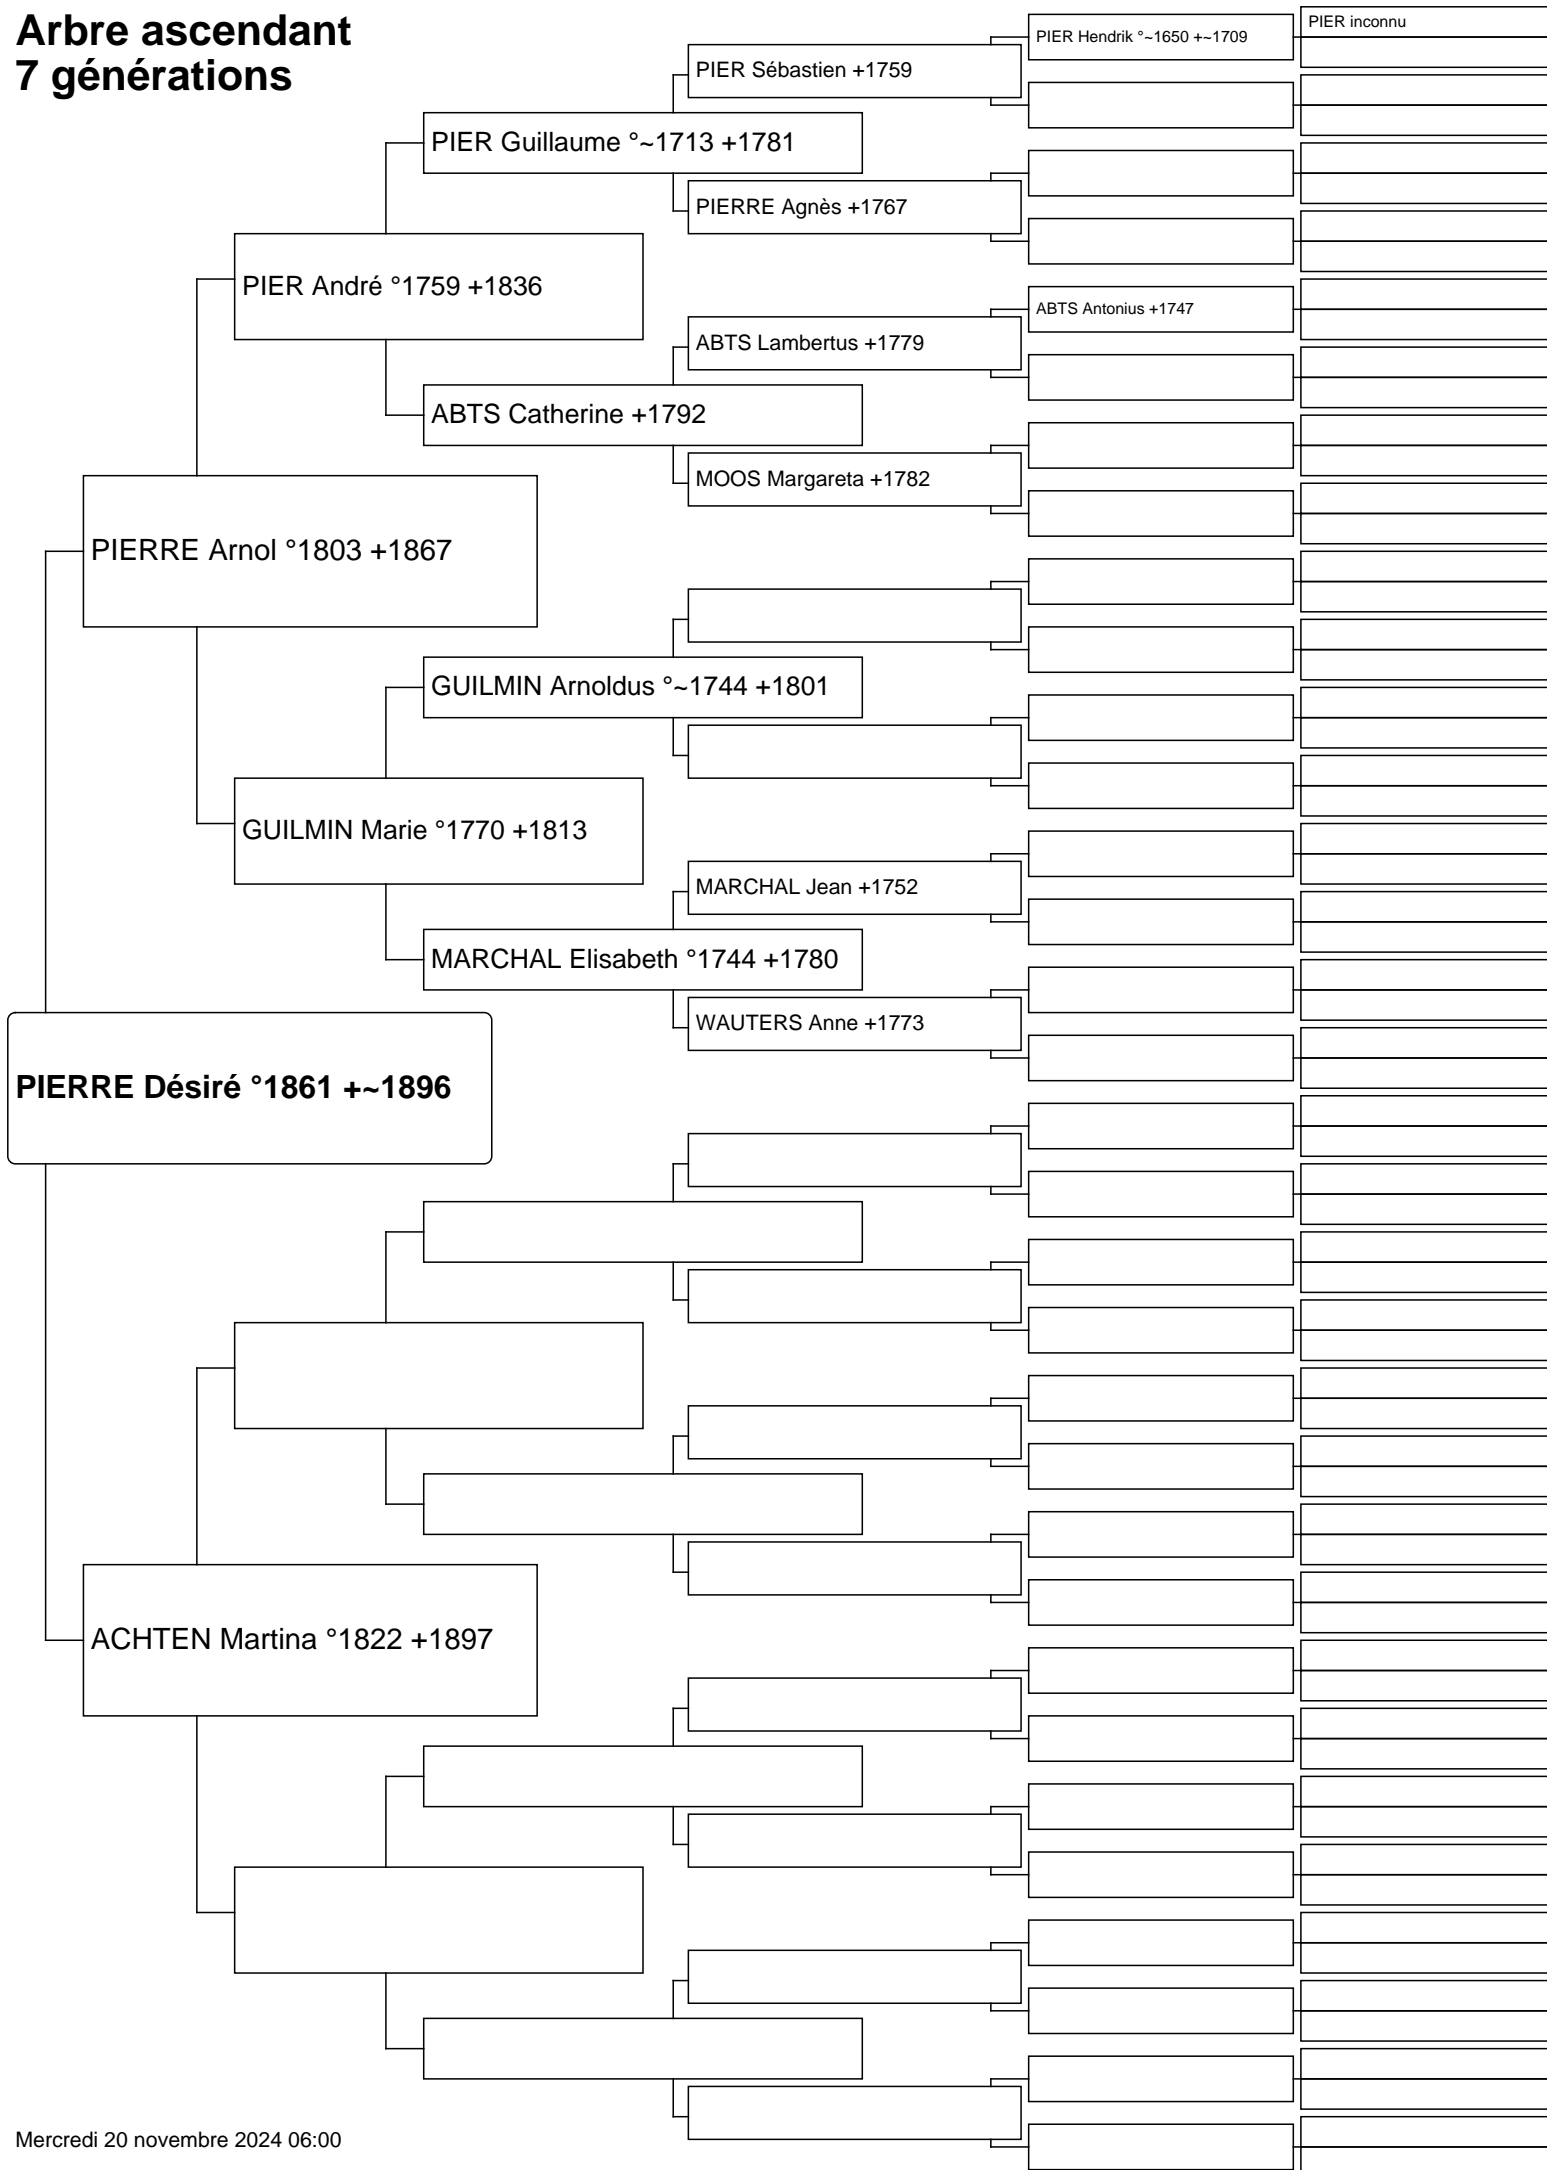 Arbre ascendant
7 générations
PIER inconnu
PIER Hendrik °~1650 +~1709
PIER Sébastien +1759
PIER Guillaume °~1713 +1781
PIERRE Agnès +1767
PIER André °1759 +1836
ABTS Antonius +1747
ABTS Lambertus +1779
ABTS Catherine +1792
MOOS Margareta +1782
PIERRE Arnol °1803 +1867
GUILMIN Arnoldus °~1744 +1801
GUILMIN Marie °1770 +1813
MARCHAL Jean +1752
MARCHAL Elisabeth °1744 +1780
WAUTERS Anne +1773
PIERRE Désiré °1861 +~1896
ACHTEN Martina °1822 +1897
Mercredi 20 novembre 2024 06:00